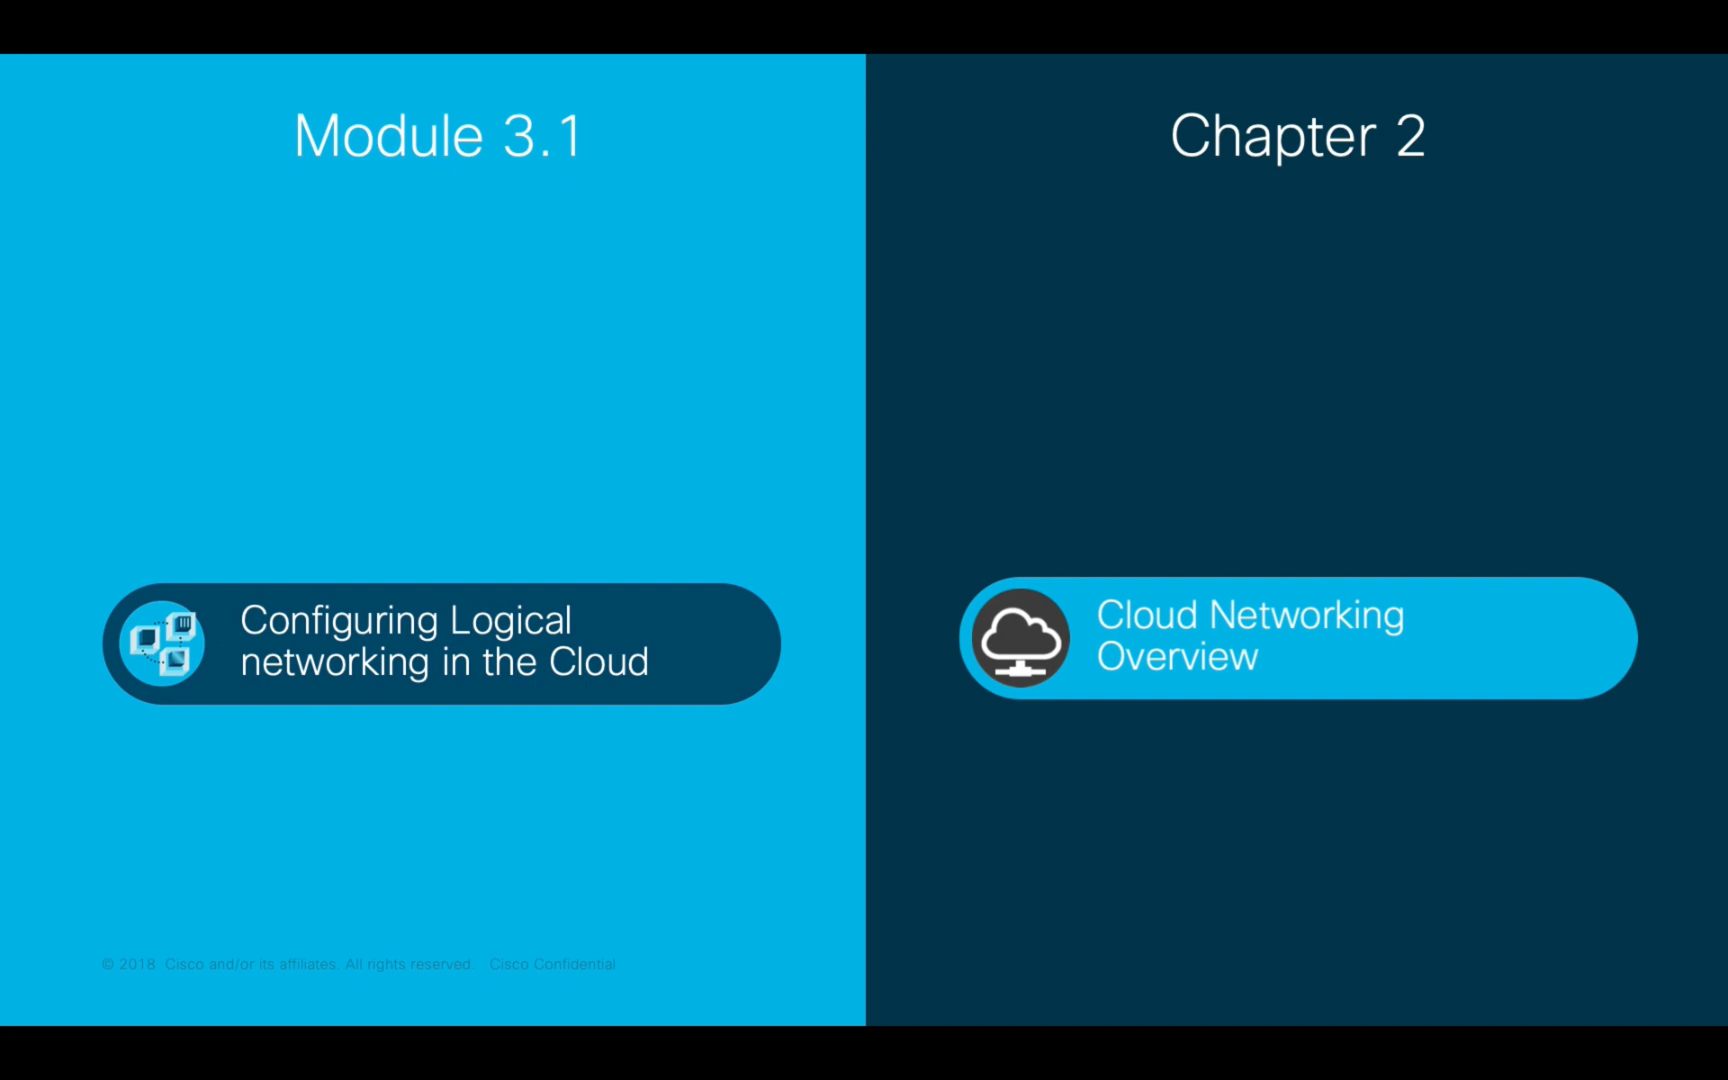 Module 3.1
Configuring Logical
networking in the Cloud
© 2018 Cisco and/or its affiliates. All rights reserved. Cisco Confidential
Chapter 2
Cloud Networking
Overview